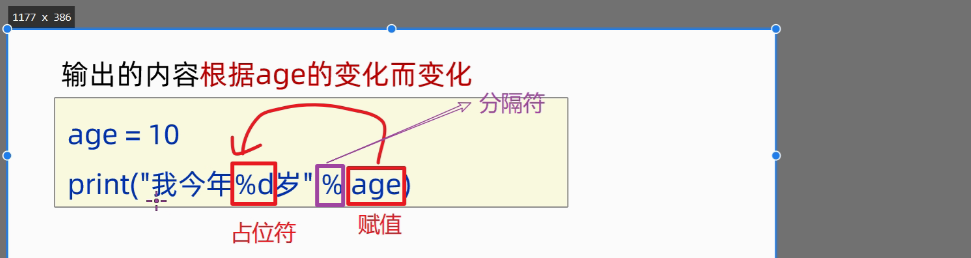 1177 x 386
输出的内容根据age的变化而变化
分隔符
age = 10
print("我今年%d岁" % age)
占位符
赋值